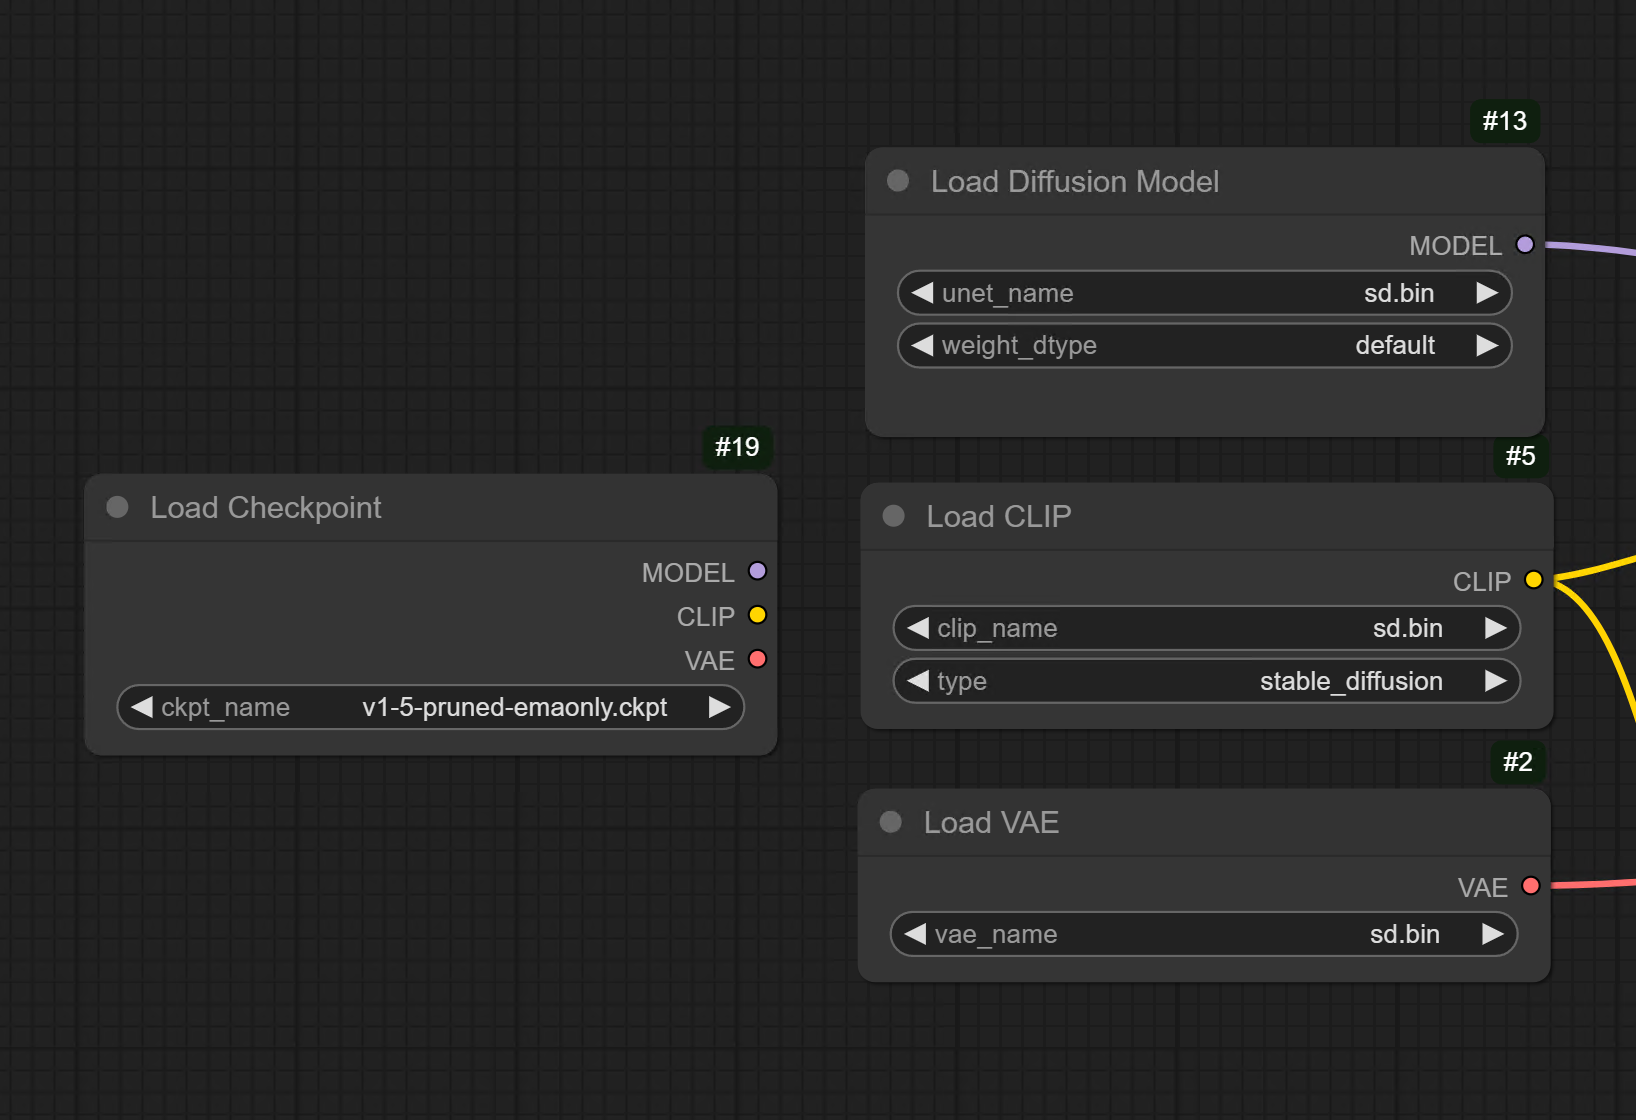 #13
Load Diffusion Model
MODEL
unet_name sd.bin
weight_dtype default
#19
Load Checkpoint
MODEL
CLIP
VAE
ckpt_name v1-5-pruned-emaonly.ckpt
#5
Load CLIP
CLIP
clip_name sd.bin
type stable_diffusion
#2
Load VAE
VAE
vae_name sd.bin